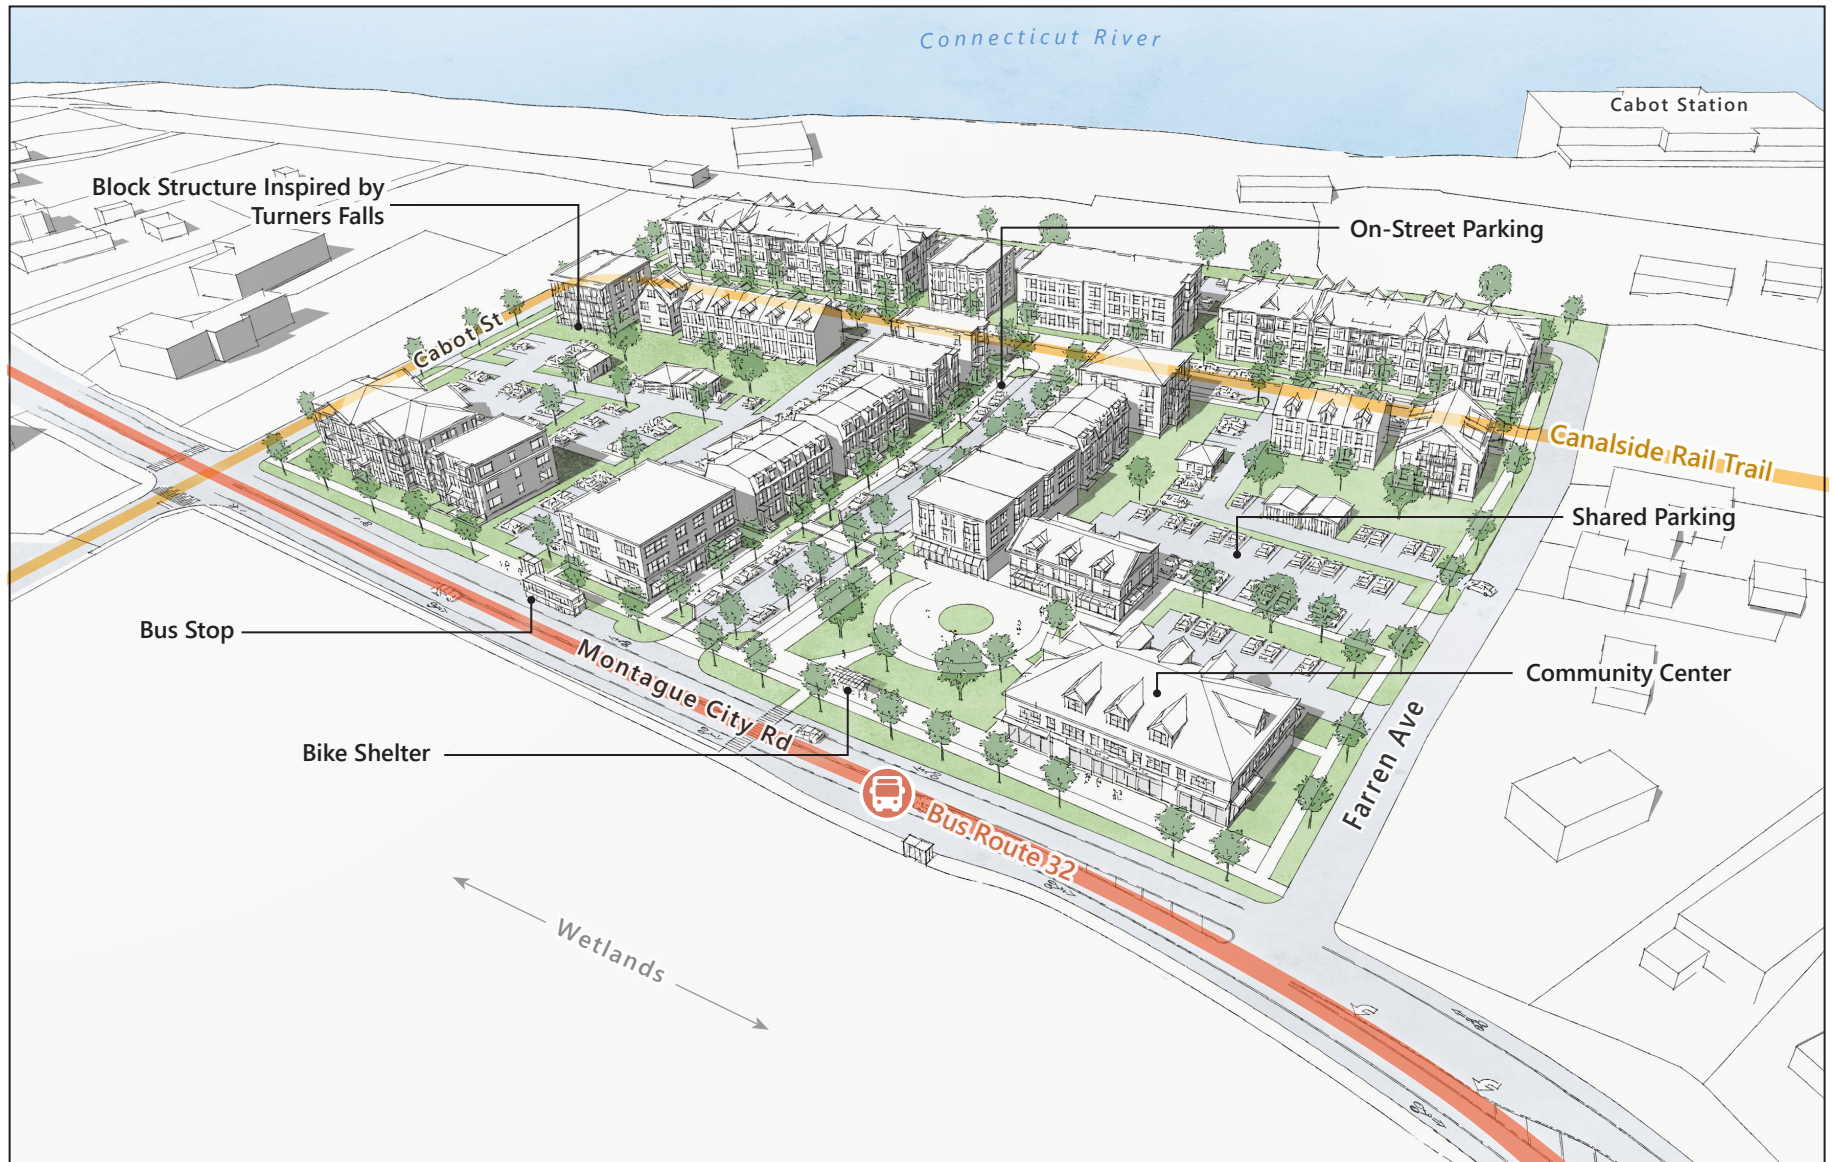 Connecticut River
Cabot Station
Block Structure Inspired by
Turners Falls
On-Street Parking
Cabot St
Canalside Rail Trail
Shared Parking
Bus Stop
Montague City Rd
Community Center
Bike Shelter
Farren Ave
Bus Route 32
Wetlands